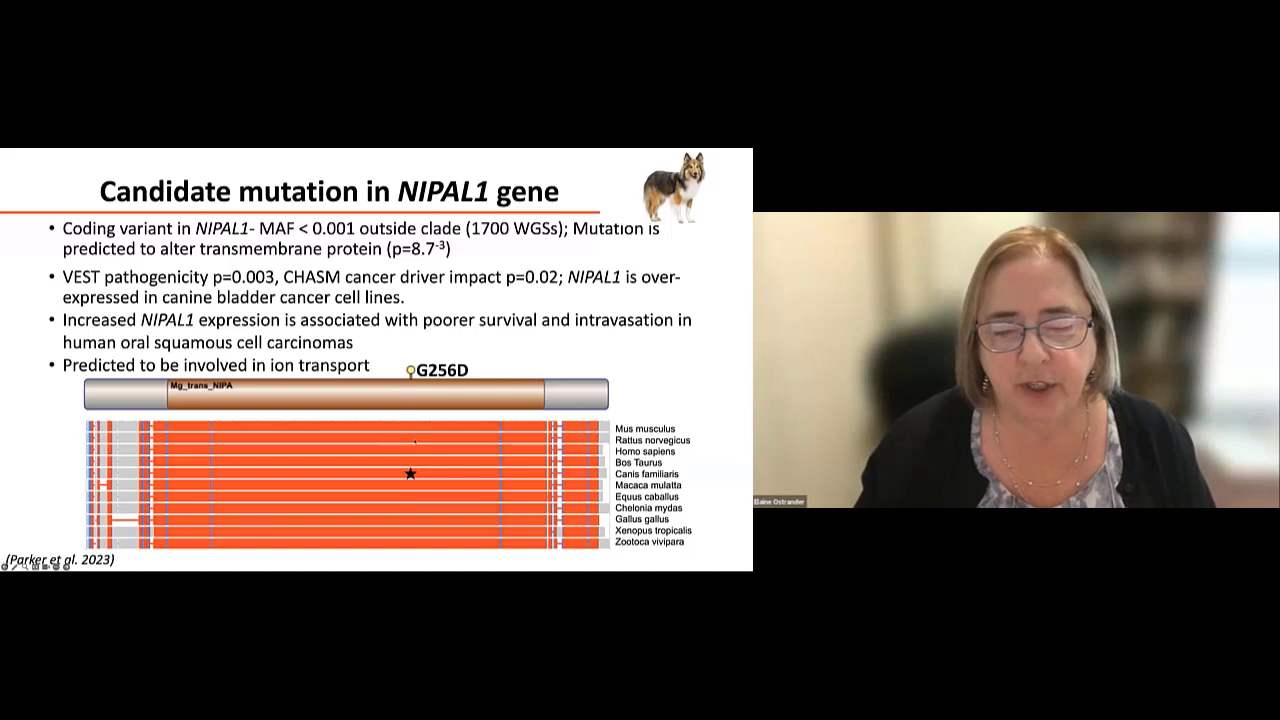 Candidate mutation in NIPAL1 gene
• Coding variant in NIPAL1- MAF < 0.001 outside clade (1700 WGSs); Mutation is
predicted to alter transmembrane protein (p=8.7-3)
• VEST pathogenicity p=0.003, CHASM cancer driver impact p=0.02; NIPAL1 is over-
expressed in canine bladder cancer cell lines.
• Increased NIPAL1 expression is associated with poorer survival and intravasation in
human oral squamous cell carcinomas
• Predicted to be involved in ion transport
G256D
Mg_trans_NIPA
Mus musculus
Rattus norvegicus
Homo sapiens
Bos Taurus
Canis familiaris
Macaca mulatta
Equus caballus
Chelonia mydas
Gallus gallus
Xenopus tropicalis
Zootoca vivipara
(Parker et al. 2023)
Elaine Ostrander